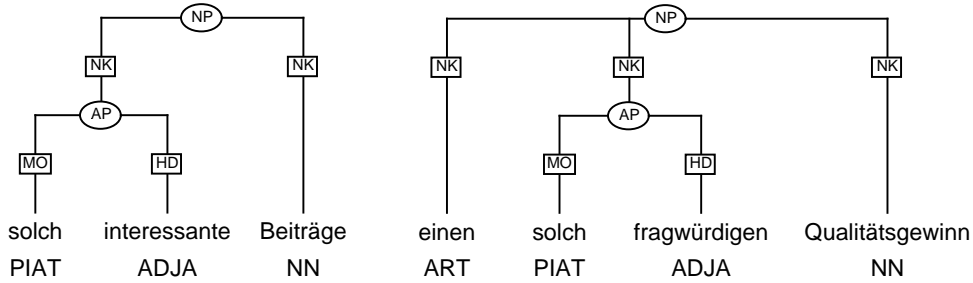 NP NP
NK NK NK NK NK
AP AP
MO HD MO HD
solch interessante Beiträge einen solch fragwürdigen Qualitätsgewinn
PIAT ADJA NN ART PIAT ADJA NN